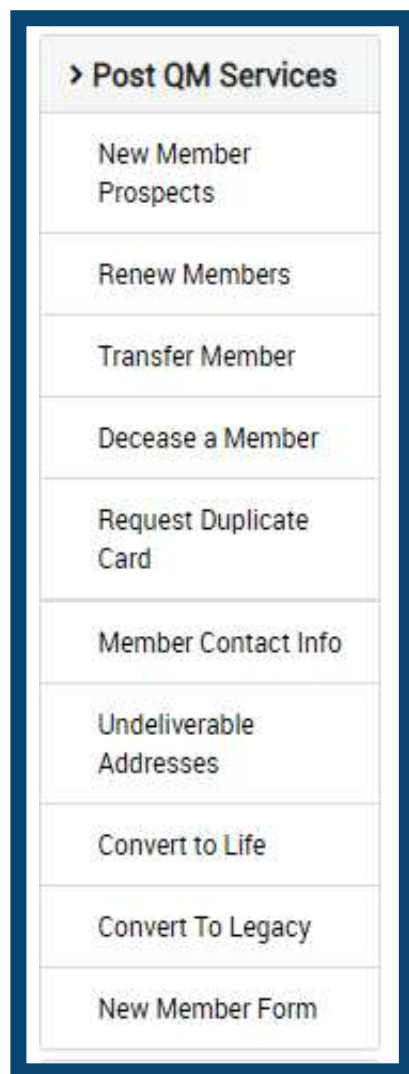 > Post QM Services
New Member
Prospects
Renew Members
Transfer Member
Decease a Member
Request Duplicate
Card
Member Contact Info
Undeliverable
Addresses
Convert to Life
Convert To Legacy
New Member Form